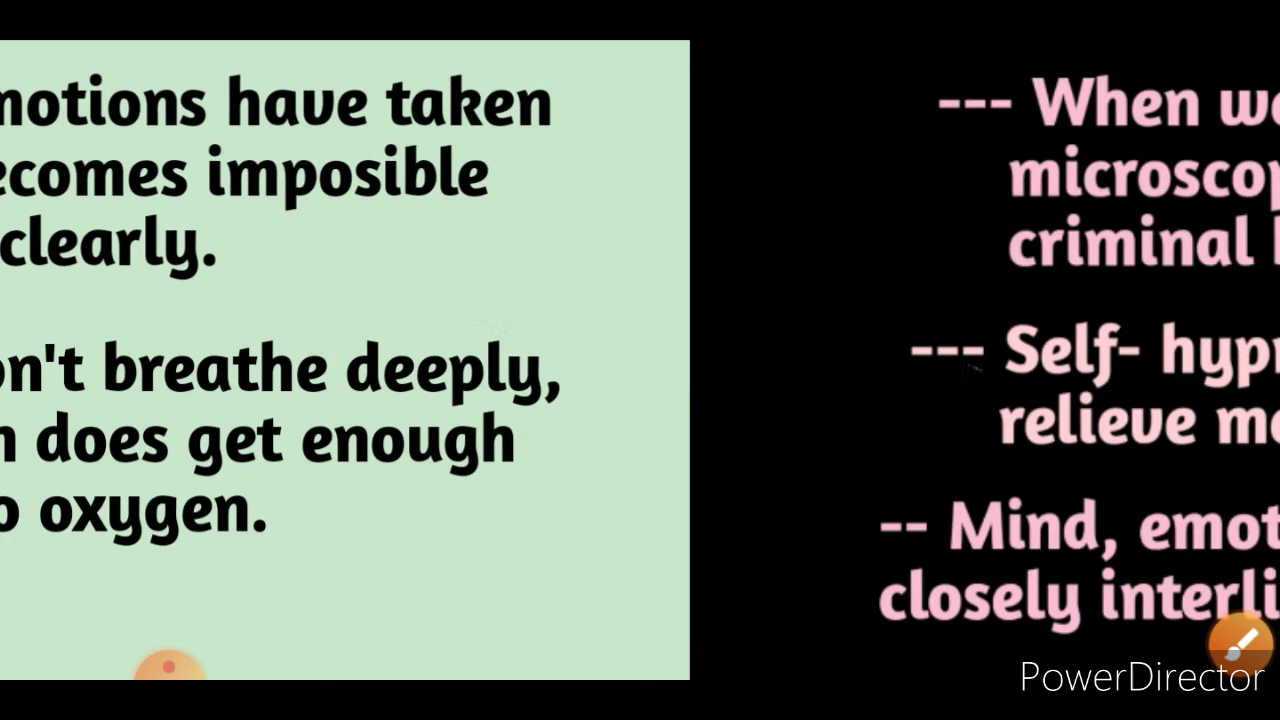 motions have taken
ecomes imposible
clearly.
on't breathe deeply,
does get enough
o oxygen.
--- When we
microscop
criminal
--- Self- hypn
relieve
-- Mind, emot
closely interli
PowerDirector